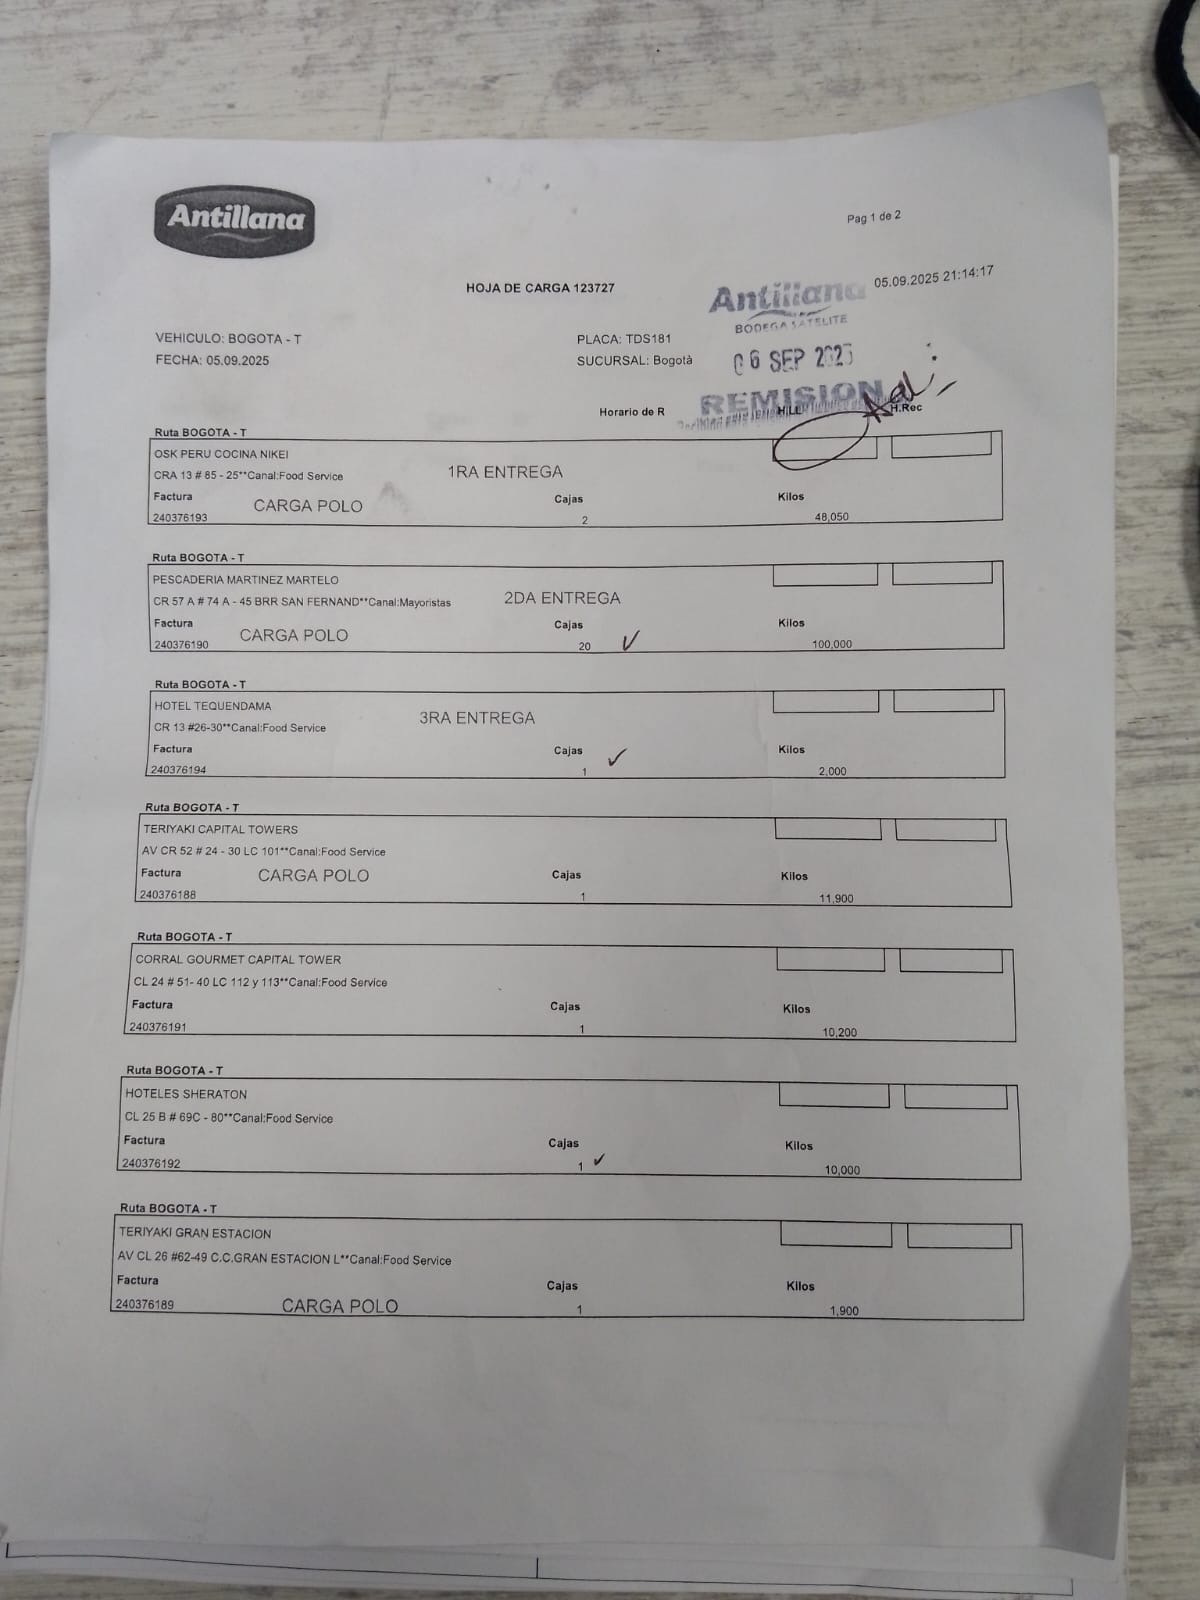 Antillana
Pag 1 de 2
HOJA DE CARGA 123727
Antillana
05.09.2025 21:14:17
BODEGA SATELITE
VEHICULO: BOGOTA - T
PLACA: TDS181
FECHA: 05.09.2025
SUCURSAL: Bogotà
06 SEP 2025
REMISION
Horario de R
H.LL
H.Rec
Ruta BOGOTA - T
OSK PERU COCINA NIKEI
CRA 13 # 85 - 25**Canal:Food Service
1RA ENTREGA
Factura
CARGA POLO
Cajas
Kilos
240376193
2
48,050
Ruta BOGOTA - T
PESCADERIA MARTINEZ MARTELO
CR 57 A # 74 A - 45 BRR SAN FERNAND**Canal:Mayoristas
2DA ENTREGA
Factura
CARGA POLO
Cajas
Kilos
240376190
20
100,000
Ruta BOGOTA - T
HOTEL TEQUENDAMA
CR 13 #26-30**Canal:Food Service
3RA ENTREGA
Factura
Cajas
Kilos
240376194
1
2,000
Ruta BOGOTA - T
TERIYAKI CAPITAL TOWERS
AV CR 52 # 24 - 30 LC 101**Canal:Food Service
Factura
CARGA POLO
Cajas
Kilos
240376188
1
11,900
Ruta BOGOTA - T
CORRAL GOURMET CAPITAL TOWER
CL 24 # 51- 40 LC 112 y 113**Canal:Food Service
Factura
Cajas
Kilos
240376191
1
10,200
Ruta BOGOTA - T
HOTELES SHERATON
CL 25 B # 69C - 80**Canal:Food Service
Factura
Cajas
Kilos
240376192
1
10,000
Ruta BOGOTA - T
TERIYAKI GRAN ESTACION
AV CL 26 #62-49 C.C.GRAN ESTACION L**Canal:Food Service
Factura
Cajas
Kilos
240376189
CARGA POLO
1
1,900